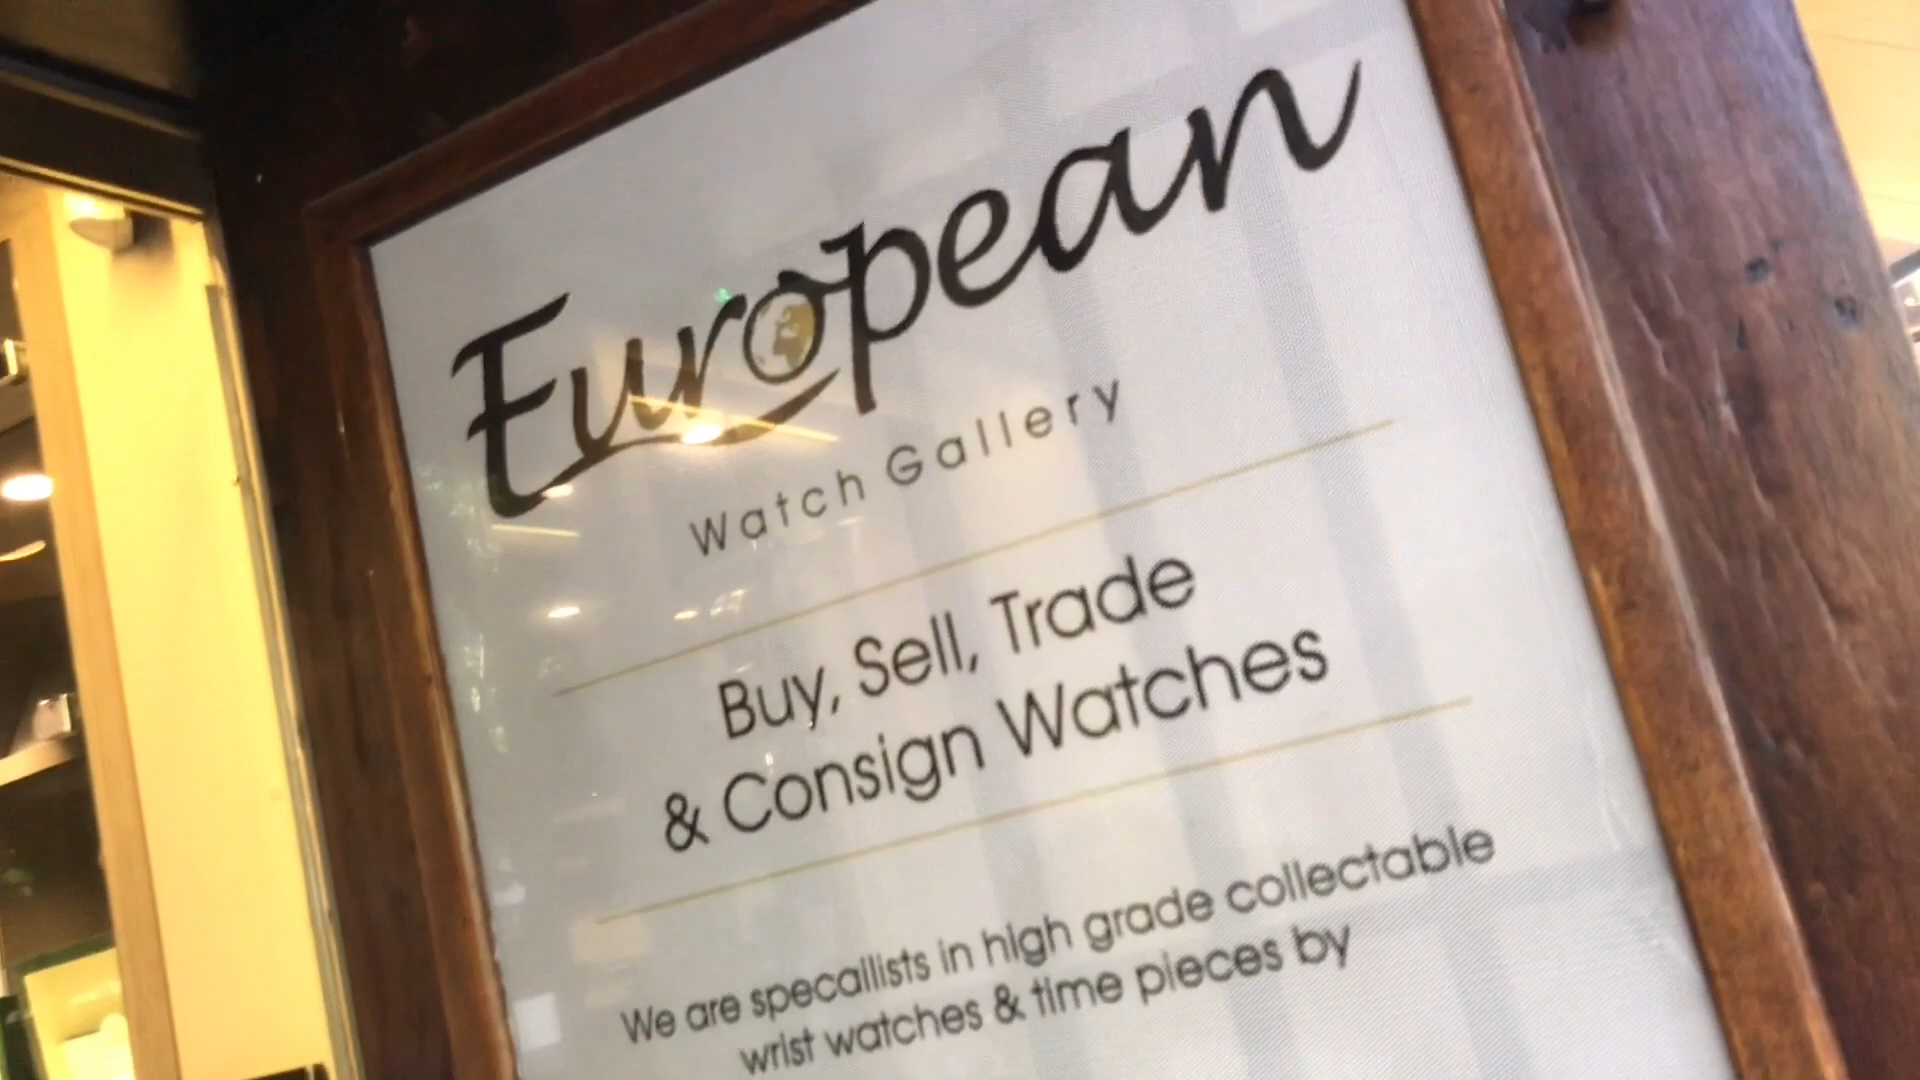 European
Watch Gallery
Buy, Sell, Trade
& Consign Watches
We are specailists in high grade collectable
wrist watches & time pieces by